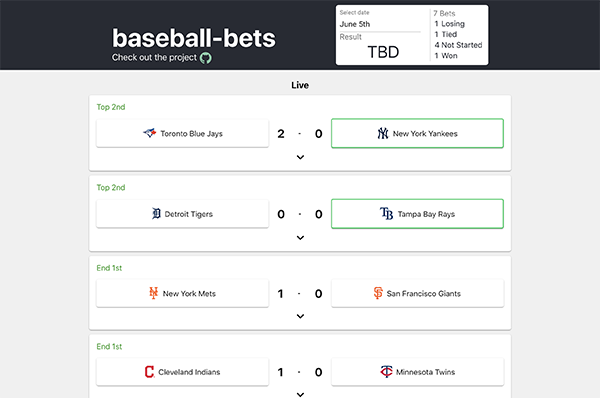 baseball-bets
Check out the project
Select date
June 5th
Result
TBD
7 Bets
1 Losing
1 Tied
4 Not Started
1 Won
Live
Top 2nd
Toronto Blue Jays 2 - 0 New York Yankees
Top 2nd
Detroit Tigers 0 - 0 Tampa Bay Rays
End 1st
New York Mets 1 - 0 San Francisco Giants
End 1st
Cleveland Indians 1 - 0 Minnesota Twins